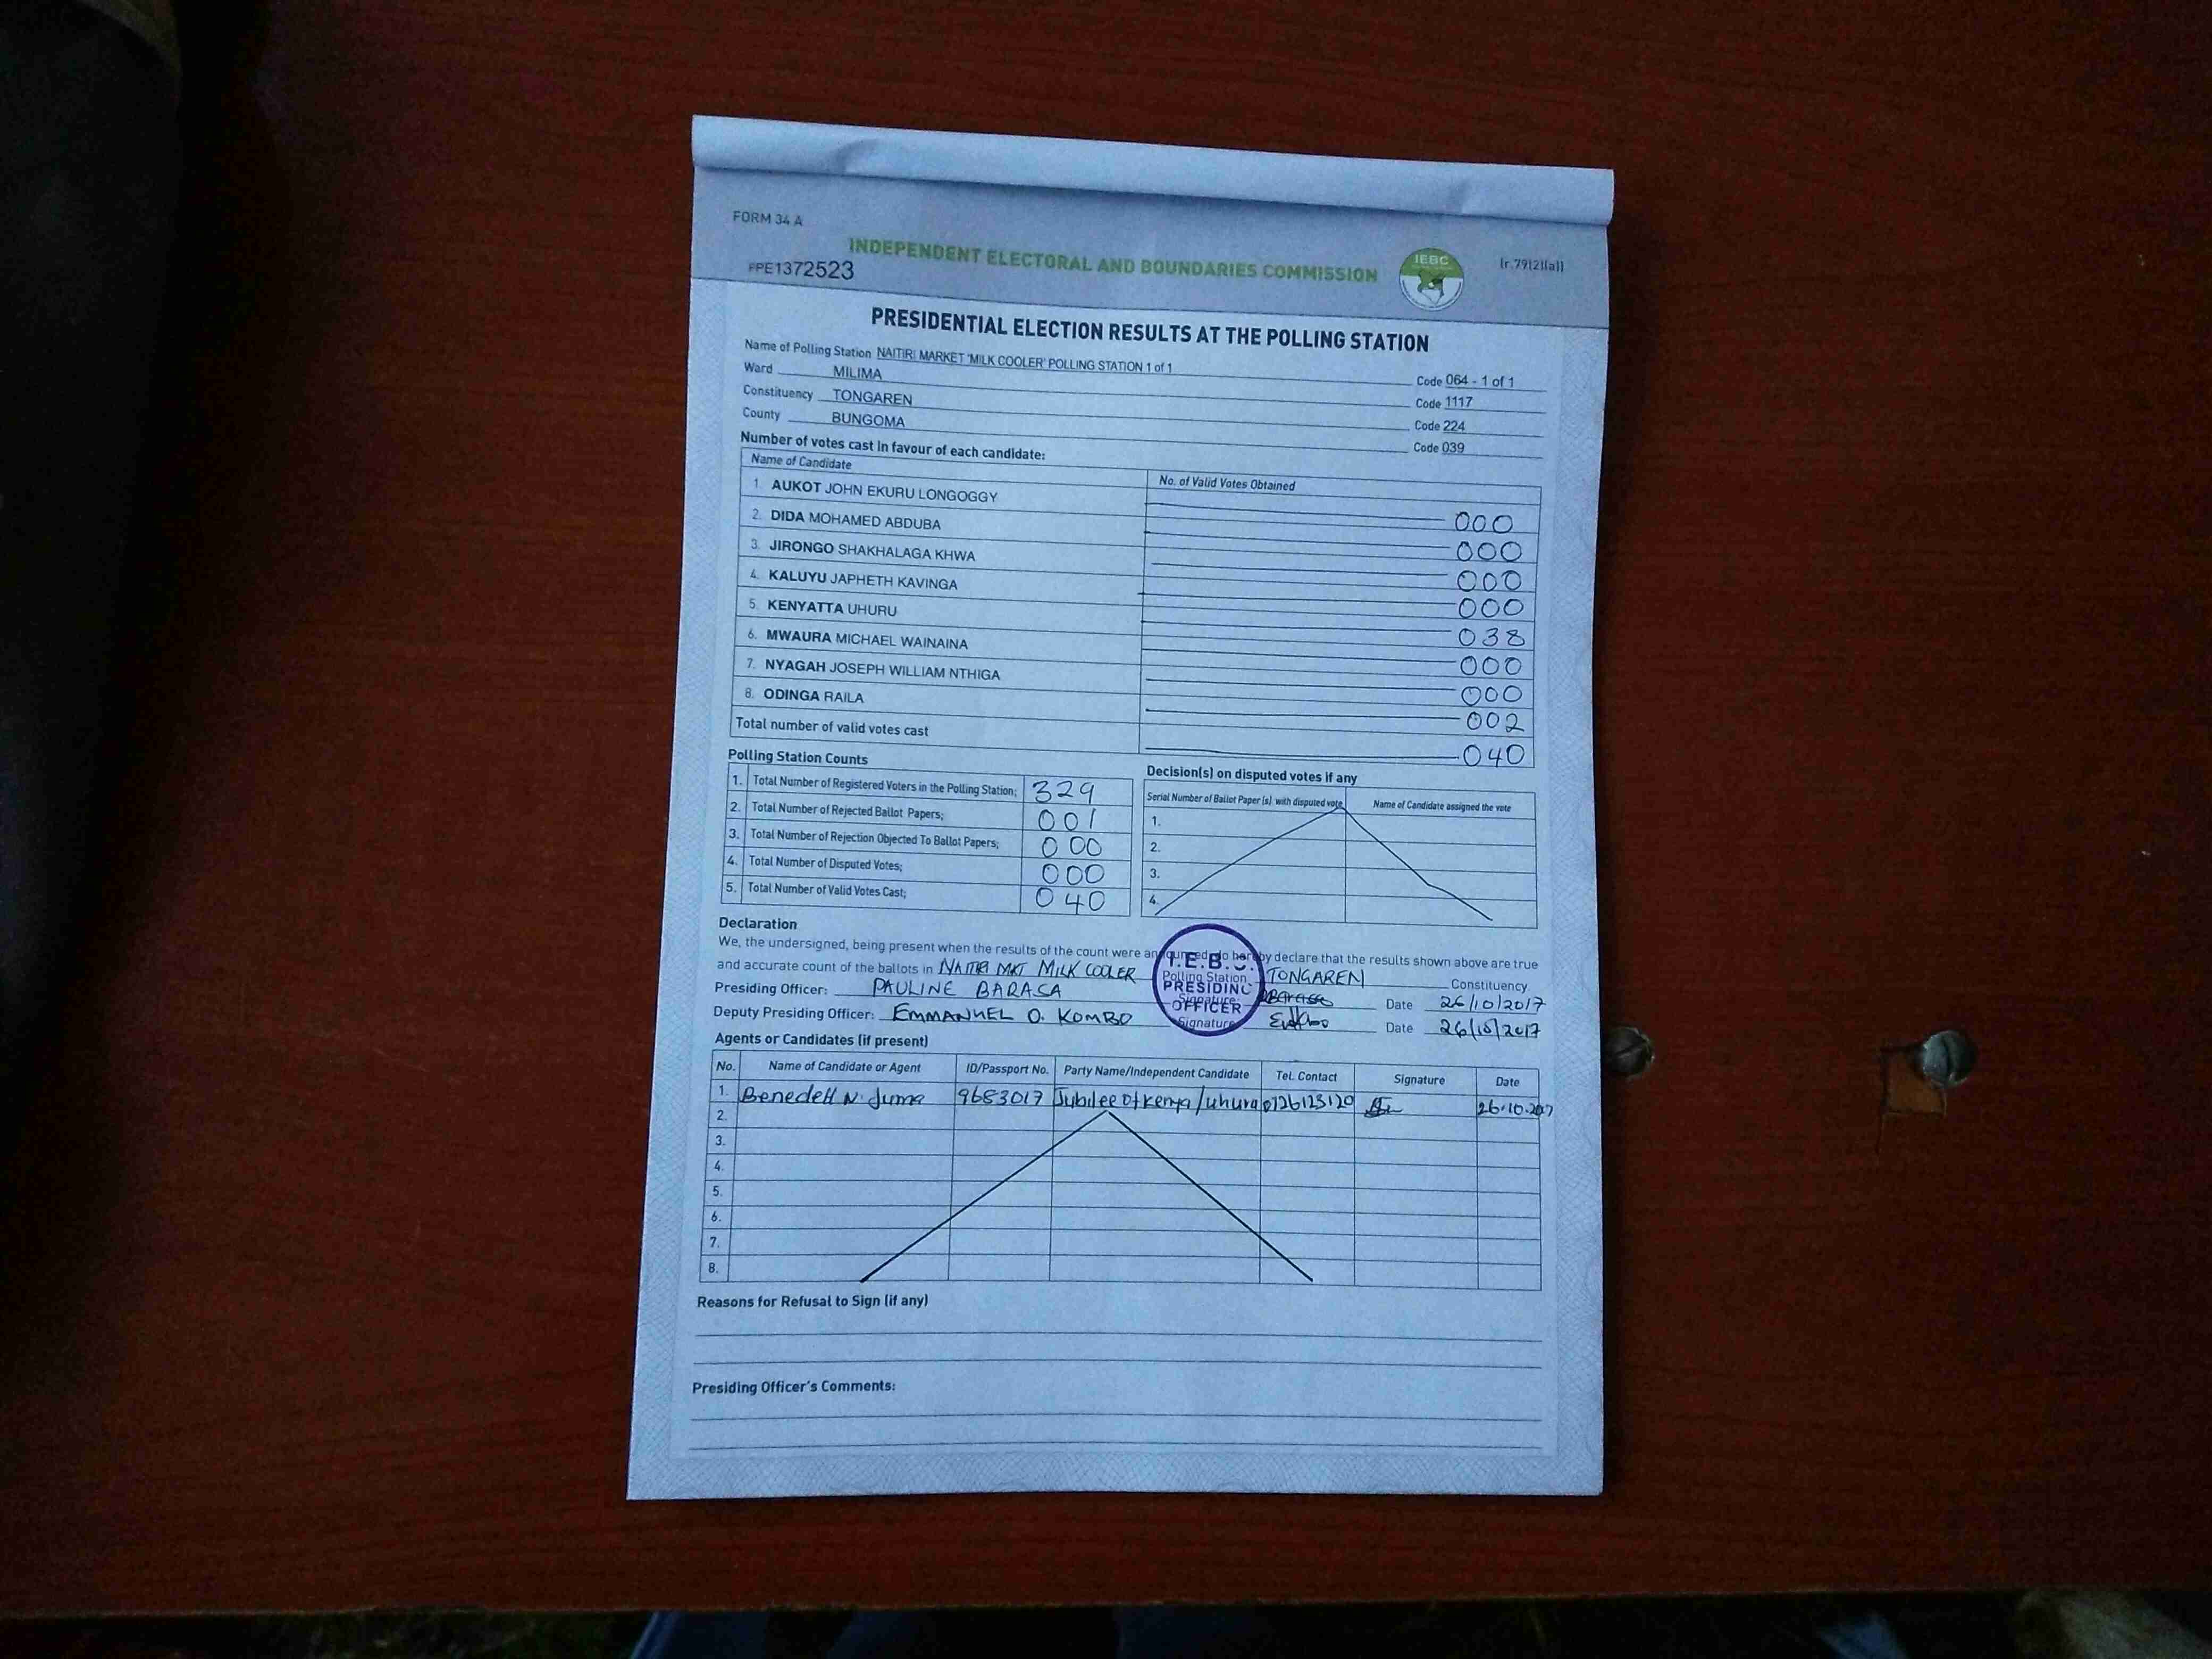 FORM 34 A
INDEPENDENT ELECTORAL AND BOUNDARIES COMMISSION
IEBC
FPE1372523
PRESIDENTIAL ELECTION RESULTS AT THE POLLING STATION
Name of Polling Station NAITIRI MARKET 'MILK COOLER' POLLING STATION 1 of 1 Code 064 - 1 of 1
Ward MILIMA Code 1117
Constituency TONGAREN Code 224
County BUNGOMA Code 039
Number of votes cast in favour of each candidate:
Name of Candidate No. of Valid Votes Obtained
1. AUKOT JOHN EKURU LONGOGGY 000
2. DIDA MOHAMED ABDUBA 000
3. JIRONGO SHAKHALAGA KHWA 000
4. KALUYU JAPHETH KAVINGA 000
5. KENYATTA UHURU 038
6. MWAURA MICHAEL WAINAINA 000
7. NYAGAH JOSEPH WILLIAM NTHIGA 000
8. ODINGA RAILA 002
Total number of valid votes cast 040
Polling Station Counts
1. Total Number of Registered Voters in the Polling Station; 329
2. Total Number of Rejected Ballot Papers; 001
3. Total Number of Rejection Objected To Ballot Papers; 000
4. Total Number of Disputed Votes; 000
5. Total Number of Valid Votes Cast; 040
Decision(s) on disputed votes if any
Serial Number of Ballot Paper (s) with disputed vote Name of Candidate assigned the vote
1.
2.
3.
4.
Declaration
We, the undersigned, being present when the results of the count were announced, do hereby declare that the results shown above are true
and accurate count of the ballots in NAITIRI MKT MILK COOLER Polling Station TONGAREN Constituency
Presiding Officer: PAULINE BARASA Signature: Date 26/10/2017
Deputy Presiding Officer: EMMANUEL O. KOMBO Signature Date 26/10/2017
I.E.B.C.
PRESIDING
OFFICER
Agents or Candidates (if present)
No. Name of Candidate or Agent ID/Passport No. Party Name/Independent Candidate Tel. Contact Signature Date
1. Benedett N. Juma 9683017 Jubilee of Kenya/uhuru 26.10.2017
2.
3.
4.
5.
6.
7.
8.
Reasons for Refusal to Sign (if any)
Presiding Officer's Comments: